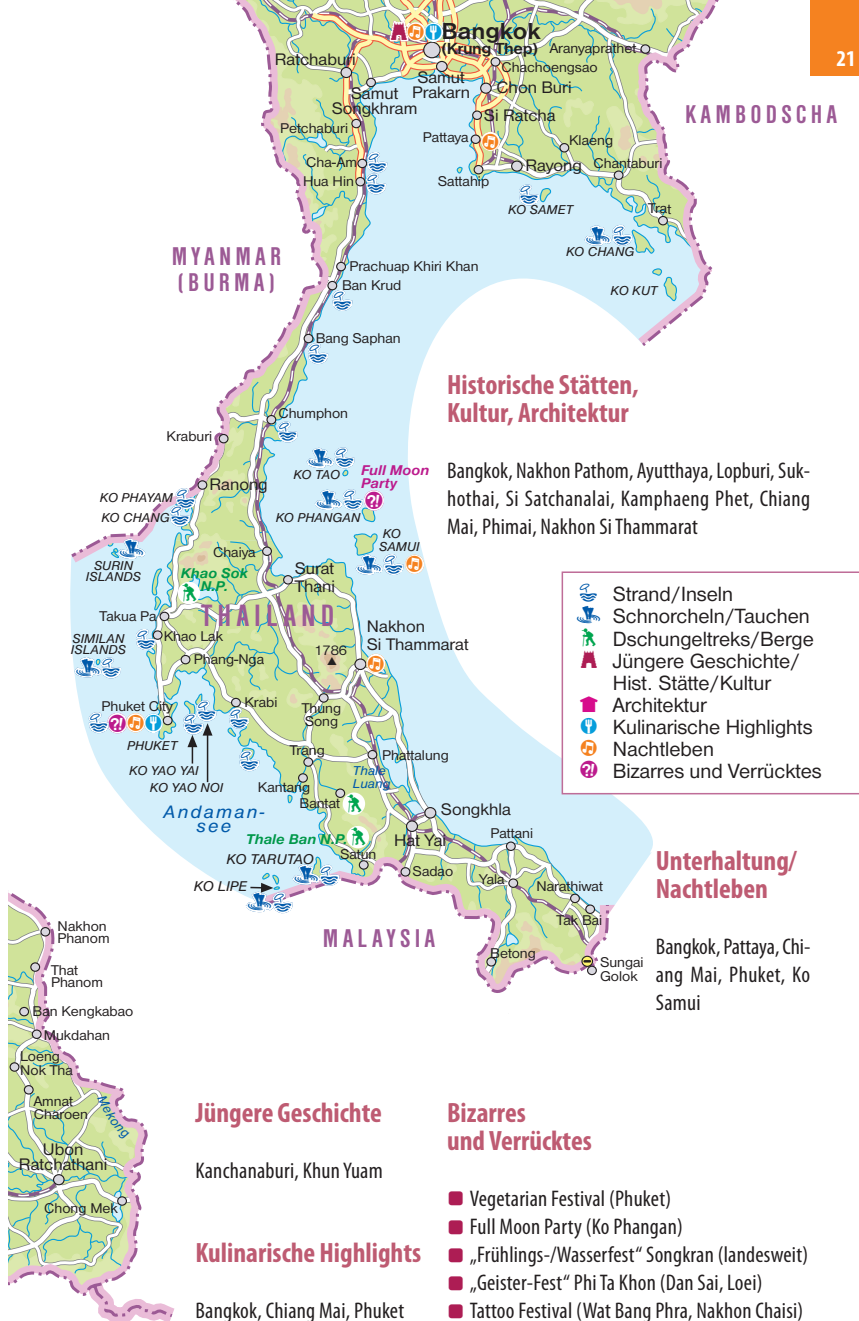 21
Bangkok
(Krung Thep)
Aranyaprathet
Ratchaburi
Chachoengsao
Samut
Prakarn
Samut
Songkhram
Chon Buri
KAMBODSCHA
Si Ratcha
Petchaburi
Pattaya
Klaeng
Cha-Am
Rayong
Chantaburi
Hua Hin
Sattahip
KO SAMET
Trat
MYANMAR
(BURMA)
KO CHANG
Prachuap Khiri Khan
Ban Krud
KO KUT
Bang Saphan
Historische Stätten,
Kultur, Architektur
Bangkok, Nakhon Pathom, Ayutthaya, Lopburi, Suk-
hothai, Si Satchanalai, Kamphaeng Phet, Chiang
Mai, Phimai, Nakhon Si Thammarat
Chumphon
Kraburi
KO TAO
Full Moon
Party
Ranong
KO PHAYAM
KO CHANG
KO PHANGAN
KO
SAMUI
Chaiya
SURIN
ISLANDS
Khao Sok
N.P.
Surat
Thani
Takua Pa
THAILAND
Nakhon
Si Thammarat
Khao Lak
SIMILAN
ISLANDS
1786
Phang-Nga
Phuket City
Krabi
Thung
Song
PHUKET
Trang
Phattalung
KO YAO YAI
KO YAO NOI
Thale
Luang
Kantang
Bantat
Andaman-
see
Songkhla
Thale Ban N.P.
Hat Yai
Pattani
KO TARUTAO
Satun
Sadao
Yala
Narathiwat
KO LIPE
Tak Bai
MALAYSIA
Betong
Sungai
Golok
Strand/Inseln
Schnorcheln/Tauchen
Dschungeltreks/Berge
Jüngere Geschichte/
Hist. Stätte/Kultur
Architektur
Kulinarische Highlights
Nachtleben
?! Bizarres und Verrücktes
Unterhaltung/
Nachtleben
Bangkok, Pattaya, Chi-
ang Mai, Phuket, Ko
Samui
Nakhon
Phanom
That
Phanom
Ban Kengkabao
Mukdahan
Loeng
Nok Tha
Amnat
Charoen
Mekong
Ubon
Ratchathani
Chong Mek
Jüngere Geschichte
Kanchanaburi, Khun Yuam
Kulinarische Highlights
Bangkok, Chiang Mai, Phuket
Bizarres
und Verrücktes
Vegetarian Festival (Phuket)
Full Moon Party (Ko Phangan)
„Frühlings-/Wasserfest“ Songkran (landesweit)
„Geister-Fest“ Phi Ta Khon (Dan Sai, Loei)
Tattoo Festival (Wat Bang Phra, Nakhon Chaisi)